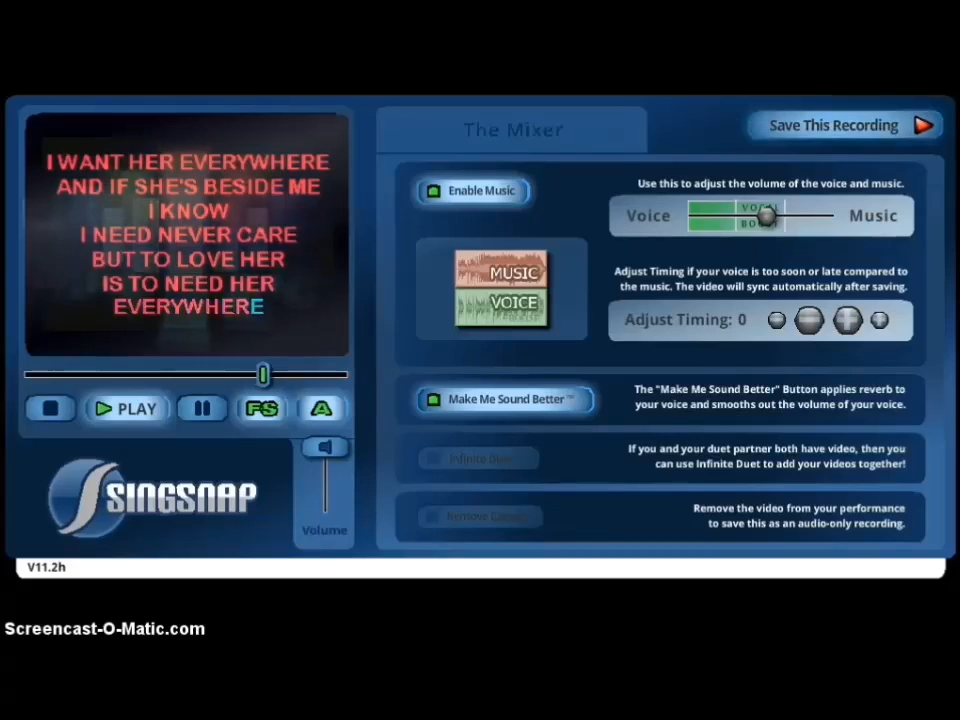 I WANT HER EVERYWHERE
AND IF SHE'S BESIDE ME
I KNOW
I NEED NEVER CARE
BUT TO LOVE HER
IS TO NEED HER
EVERYWHERE
PLAY
FS
A
SINGSNAP
Volume
The Mixer
Save This Recording
Enable Music
Use this to adjust the volume of the voice and music.
Voice
VOCAL
BOOST
Music
MUSIC
VOICE
Adjust Timing if your voice is too soon or late compared to
the music. The video will sync automatically after saving.
Adjust Timing: 0
Make Me Sound Better™
The "Make Me Sound Better" Button applies reverb to
your voice and smooths out the volume of your voice.
Infinite Duet
If you and your duet partner both have video, then you
can use Infinite Duet to add your videos together!
Remove
Remove the video from your performance
to save this as an audio-only recording.
V11.2h
Screencast-O-Matic.com